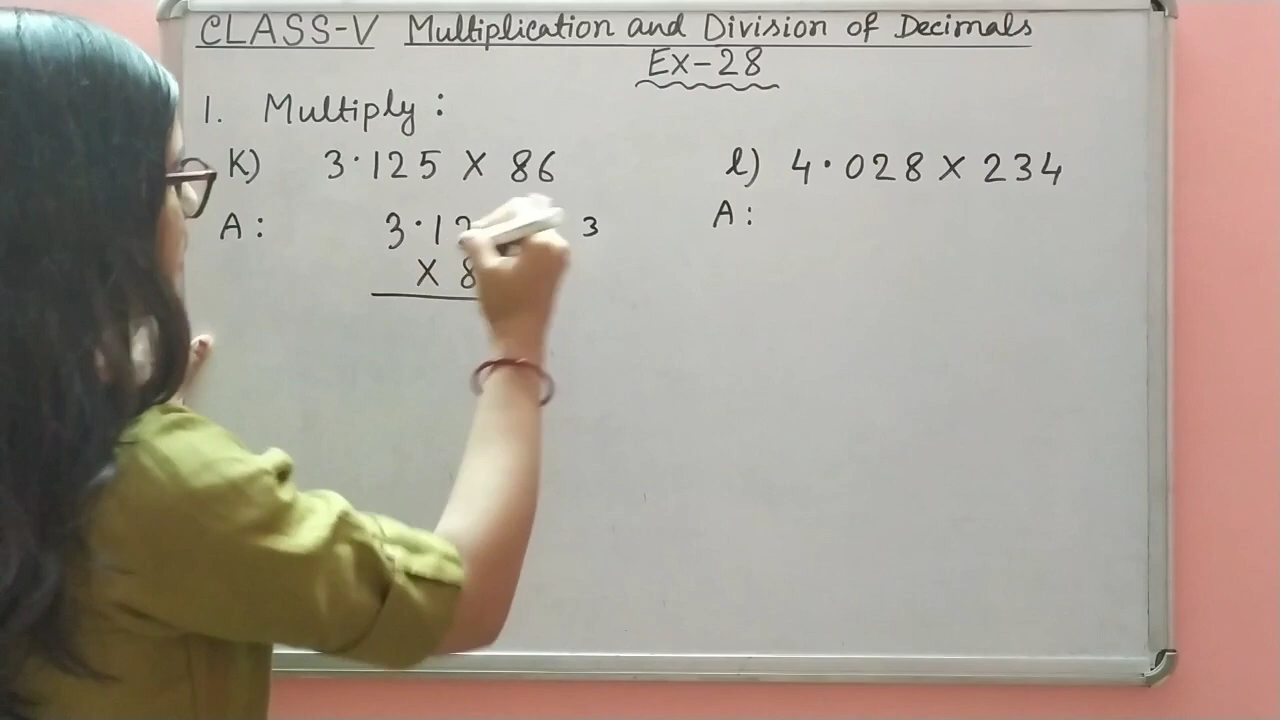 CLASS-V Multiplication and Division of Decimals
Ex-28
1. Multiply :
K) 3·125 X 86
A : 3·12 3
X 8
l) 4·028 X 234
A :